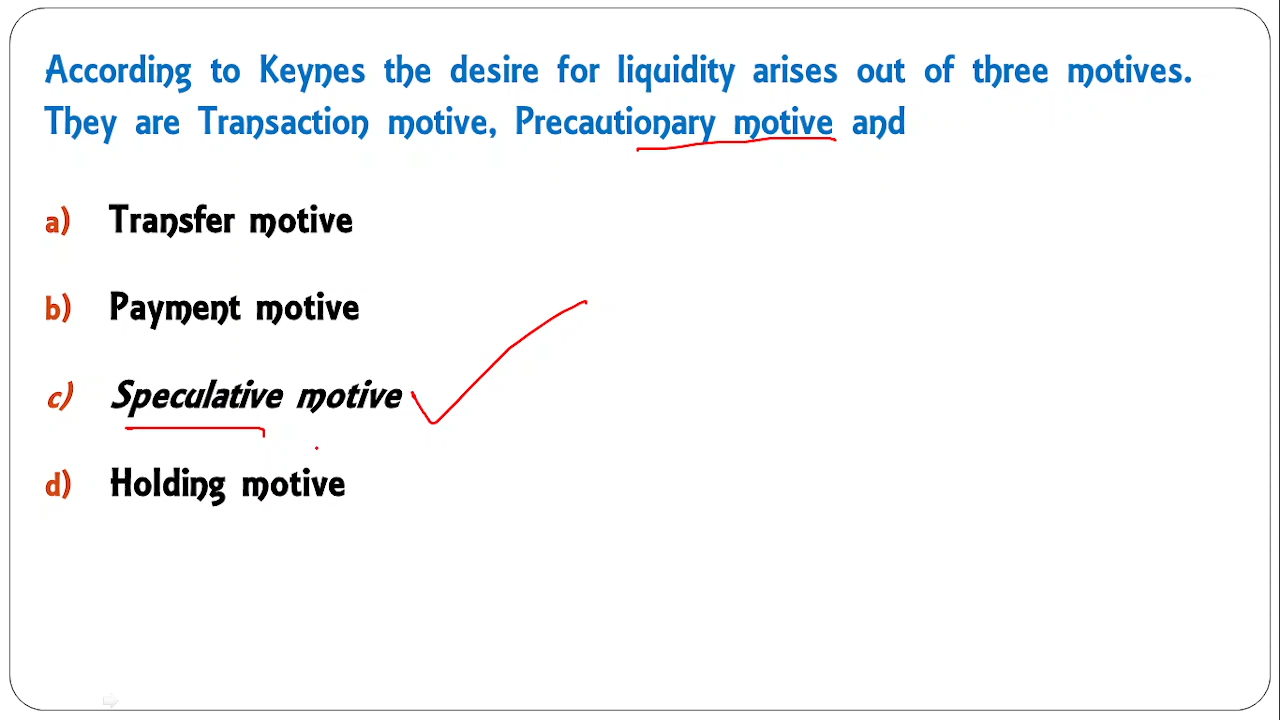 According to Keynes the desire for liquidity arises out of three motives.
They are Transaction motive, Precautionary motive and
a) Transfer motive
b) Payment motive
c) Speculative motive
d) Holding motive